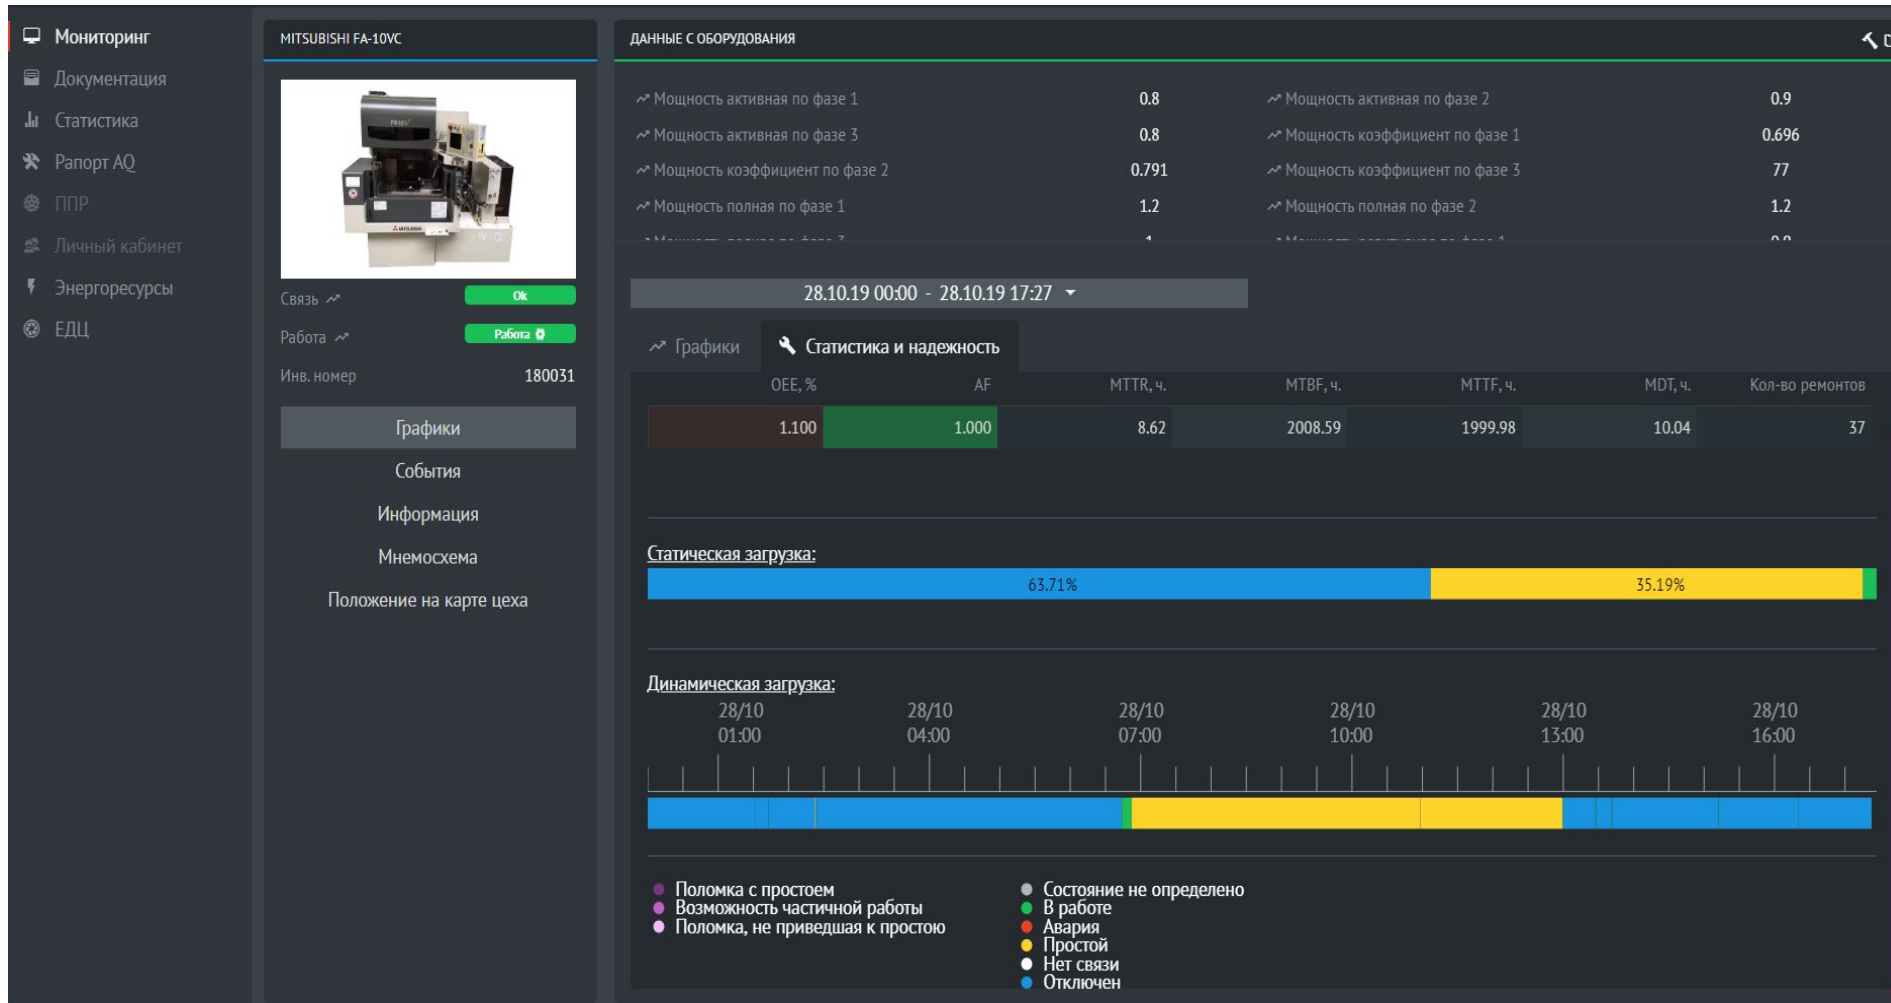 Мониторинг
Документация
Статистика
Рапорт AQ
ППР
Личный кабинет
Энергоресурсы
ЕДЦ
MITSUBISHI FA-10VC
Связь
Ok
Работа
Работа
Инв. номер
180031
Графики
События
Информация
Мнемосхема
Положение на карте цеха
ДАННЫЕ С ОБОРУДОВАНИЯ
Мощность активная по фазе 1 0.8 Мощность активная по фазе 2 0.9
Мощность активная по фазе 3 0.8 Мощность коэффициент по фазе 1 0.696
Мощность коэффициент по фазе 2 0.791 Мощность коэффициент по фазе 3 77
Мощность полная по фазе 1 1.2 Мощность полная по фазе 2 1.2
28.10.19 00:00 - 28.10.19 17:27
Графики Статистика и надежность
OEE, % AF MTTR, ч. MTBF, ч. MTTF, ч. MDT, ч. Кол-во ремонтов
1.100 1.000 8.62 2008.59 1999.98 10.04 37
Статическая загрузка:
63.71% 35.19%
Динамическая загрузка:
28/10 28/10 28/10 28/10 28/10 28/10
01:00 04:00 07:00 10:00 13:00 16:00
Поломка с простоем
Возможность частичной работы
Поломка, не приведшая к простою
Состояние не определено
В работе
Авария
Простой
Нет связи
Отключен